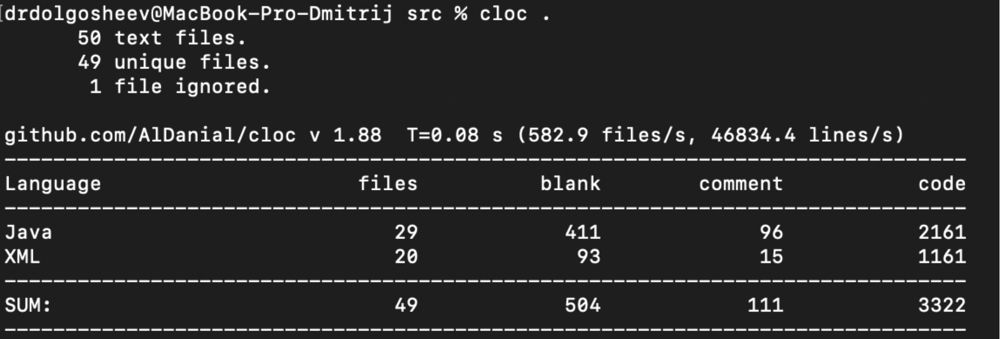 [drdolgosheev@MacBook-Pro-Dmitrij src % cloc .
50 text files.
49 unique files.
1 file ignored.
github.com/AlDanial/cloc v 1.88 T=0.08 s (582.9 files/s, 46834.4 lines/s)
-------------------------------------------------------------------------------
Language files blank comment code
-------------------------------------------------------------------------------
Java 29 411 96 2161
XML 20 93 15 1161
-------------------------------------------------------------------------------
SUM: 49 504 111 3322
-------------------------------------------------------------------------------